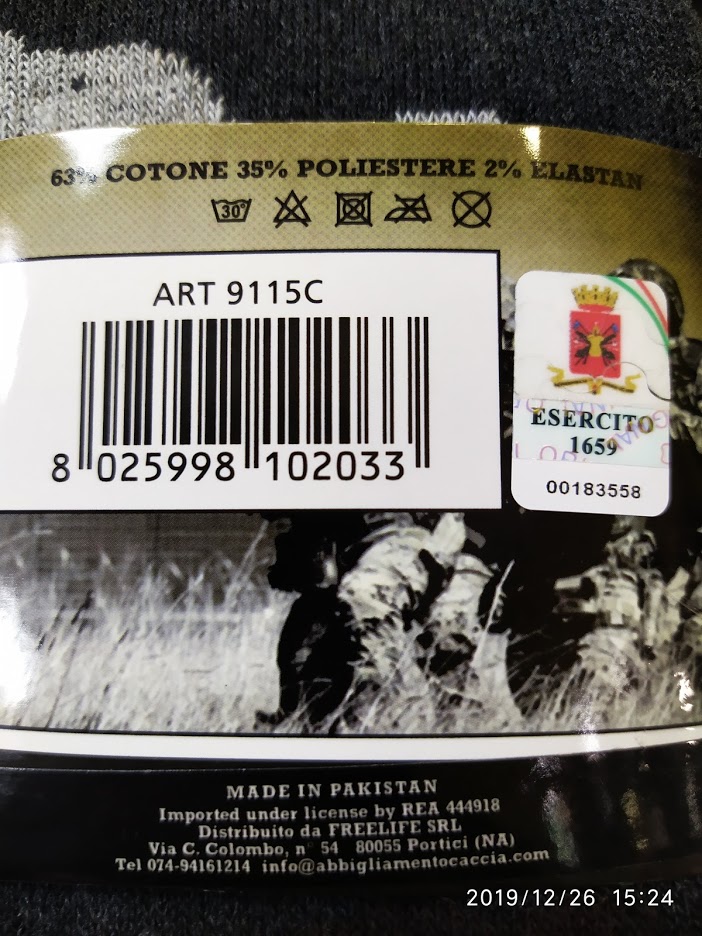 63% COTONE 35% POLIESTERE 2% ELASTAN
30°
ART 9115C
8 025998 102033
ESERCITO
1659
00183558
MADE IN PAKISTAN
Imported under license by REA 444918
Distribuito da FREELIFE SRL
Via C. Colombo, n° 54 80055 Portici (NA)
Tel 074-94161214 info@abbigliamentocaccia.com
2019/12/26 15:24